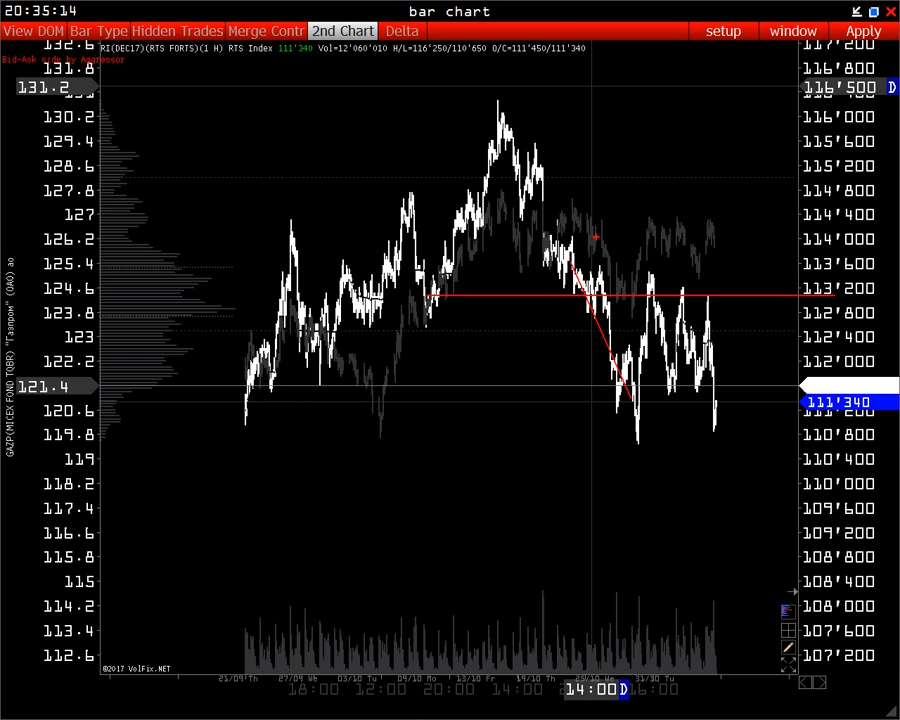 20:35:14 bar chart
View DOM Bar Type Hidden Trades Merge Contr 2nd Chart Delta setup window Apply
RI(DEC17)(RTS FORTS)(1 H) RTS Index 111'340 Vol=12'060'010 H/L=116'250/110'650 O/C=111'450/111'340
Bid-Ask side by Aggressor
132.6 117'200
131.8 116'800
131.2 116'500 D
130.2 116'000
129.4 115'600
128.6 115'200
127.8 114'800
127 114'400
126.2 114'000
125.4 113'600
124.6 113'200
123.8 112'800
123 112'400
122.2 112'000
121.4
111'340
120.6 111'200
119.8 110'800
119 110'400
118.2 110'000
117.4 109'600
116.6 109'200
115.8 108'800
115 108'400
114.2 108'000
113.4 107'600
112.6 107'200
GAZP(MICEX FOND TQBR) "Газпром" (ОАО) ао
©2017 VolFix.NET
21/09 Th 27/09 We 03/10 Tu 09/10 Mo 13/10 Fr 19/10 Th 25/10 We 31/10 Tu
18:00 12:00 20:00 14:00 14:00 D 16:00